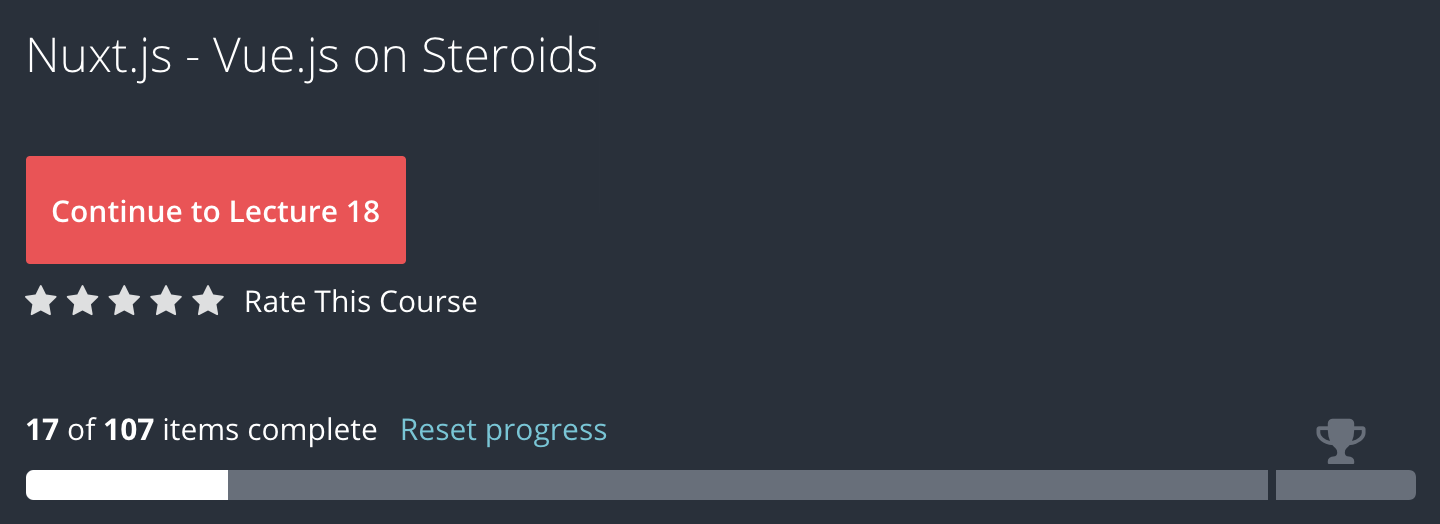 Nuxt.js - Vue.js on Steroids
Continue to Lecture 18
Rate This Course
17 of 107 items complete Reset progress